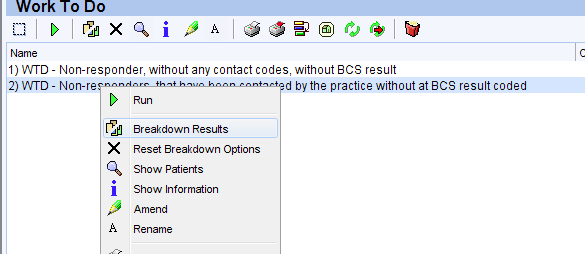 Work To Do
A
Name
1) WTD - Non-responder, without any contact codes, without BCS result
2) WTD - Non-responders, that have been contacted by the practice without at BCS result coded
Run
Breakdown Results
Reset Breakdown Options
Show Patients
i Show Information
Amend
A Rename